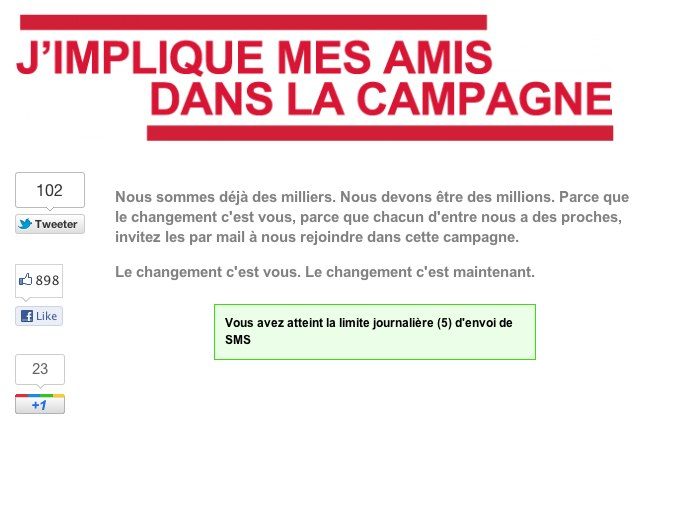 J'IMPLIQUE MES AMIS
DANS LA CAMPAGNE
102
Tweeter
Nous sommes déjà des milliers. Nous devons être des millions. Parce que
le changement c'est vous, parce que chacun d'entre nous a des proches,
invitez les par mail à nous rejoindre dans cette campagne.
898
Le changement c'est vous. Le changement c'est maintenant.
Like
Vous avez atteint la limite journalière (5) d'envoi de
SMS
23
+1